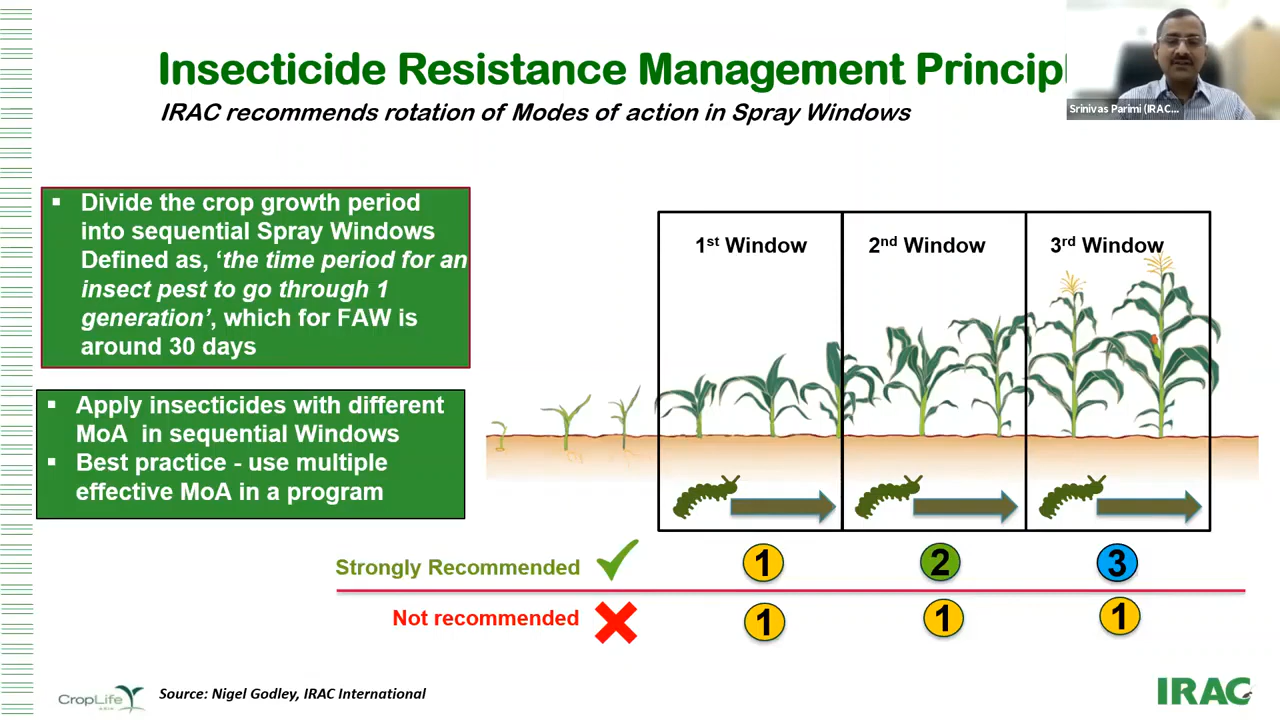 Insecticide Resistance Management Princip
IRAC recommends rotation of Modes of action in Spray Windows
Srinivas Parimi (IRAC...
▪ Divide the crop growth period
into sequential Spray Windows
Defined as, ‘the time period for an
insect pest to go through 1
generation’, which for FAW is
around 30 days
▪ Apply insecticides with different
MoA in sequential Windows
▪ Best practice - use multiple
effective MoA in a program
1st Window
2nd Window
3rd Window
Strongly Recommended
1 2 3
Not recommended
1 1 1
CropLife
ASIA
Source: Nigel Godley, IRAC International
IRAC